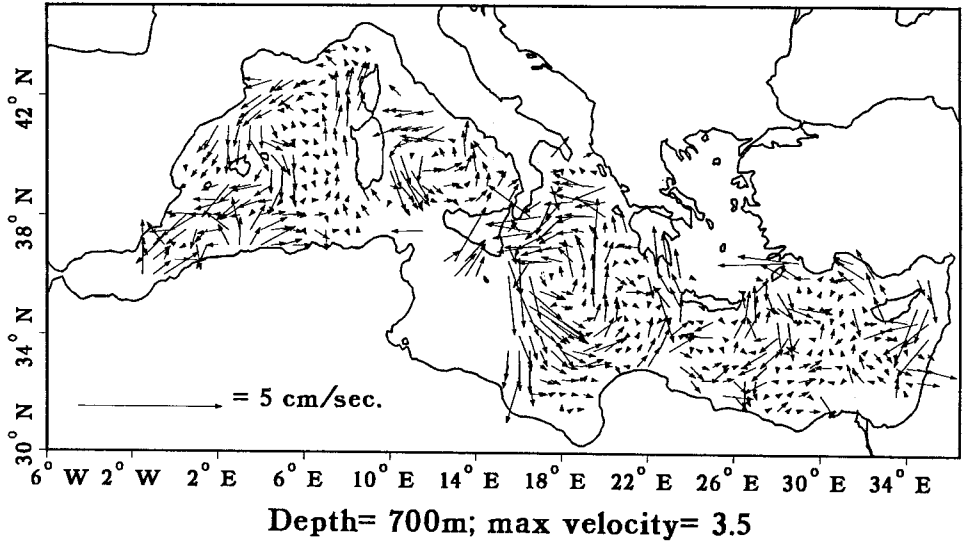 42° N
38° N
34° N
30° N
= 5 cm/sec.
6° W 2° W 2° E 6° E 10° E 14° E 18° E 22° E 26° E 30° E 34° E
Depth= 700m; max velocity= 3.5